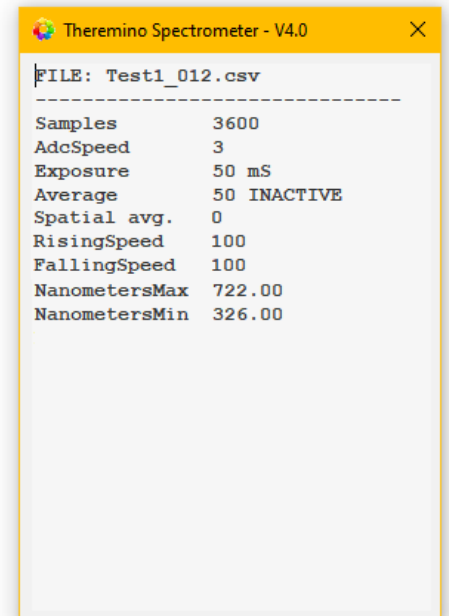 Theremino Spectrometer - V4.0
FILE: Test1_012.csv
-------------------------------
Samples 3600
AdcSpeed 3
Exposure 50 mS
Average 50 INACTIVE
Spatial avg. 0
RisingSpeed 100
FallingSpeed 100
NanometersMax 722.00
NanometersMin 326.00